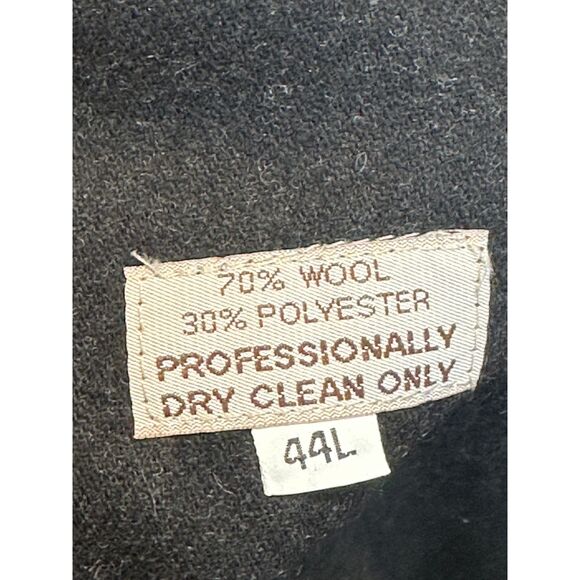 70% WOOL
30% POLYESTER
PROFESSIONALLY
DRY CLEAN ONLY
44L